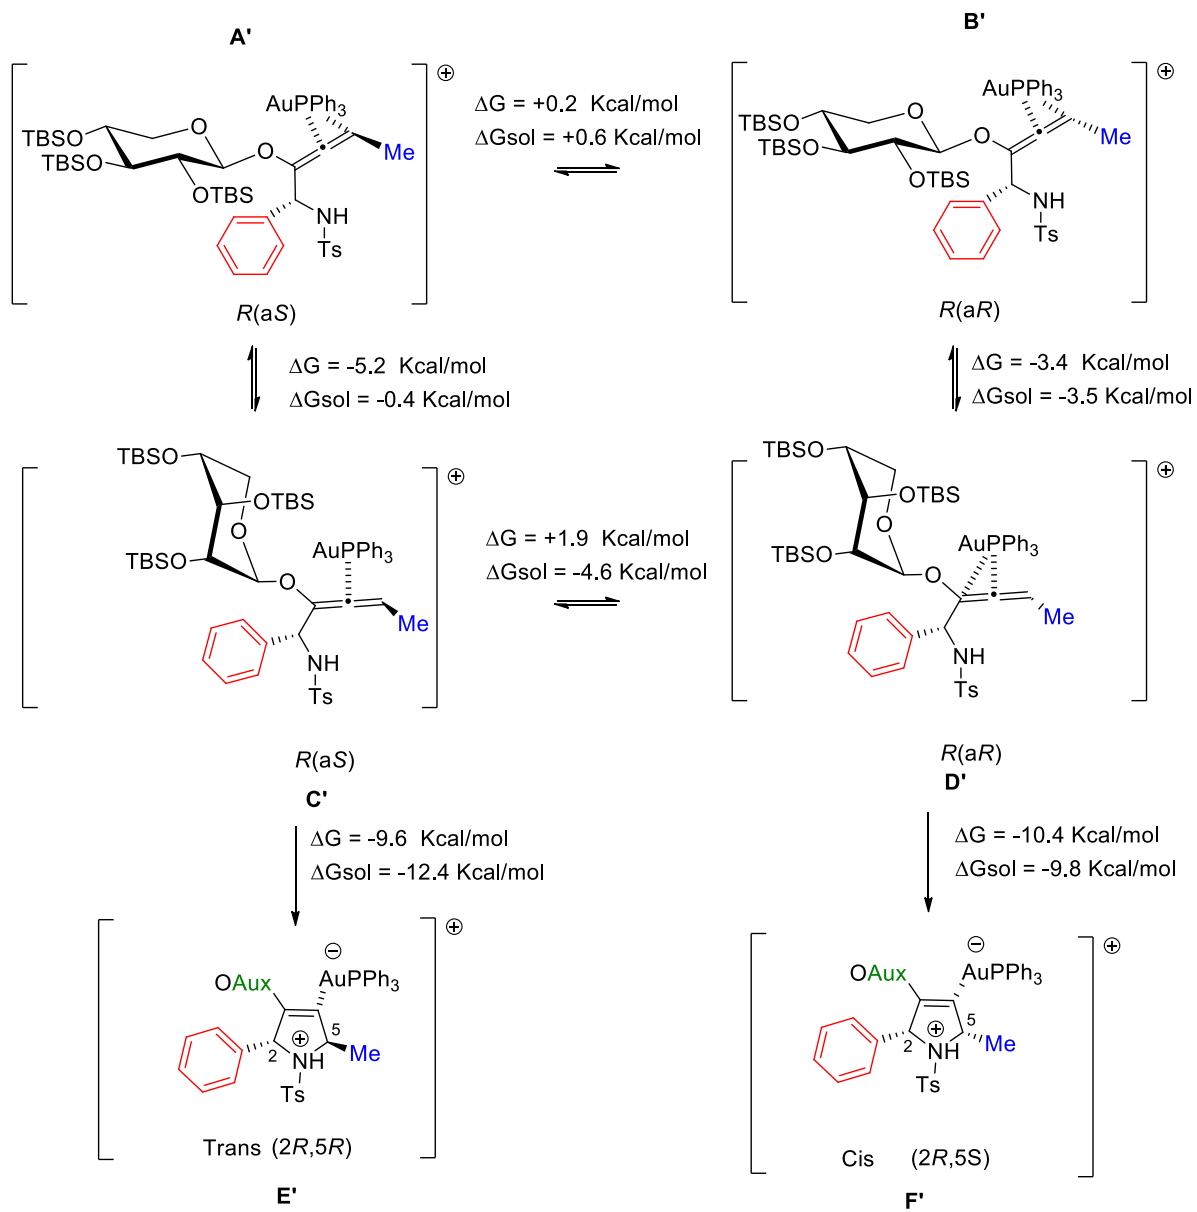 A'
B'
⊕
⊕
AuPPh3
TBSO
O
TBSO
O
OTBS
Me
NH
Ts
ΔG = +0.2 Kcal/mol
ΔGsol = +0.6 Kcal/mol
AuPPh3
TBSO
O
TBSO
O
OTBS
Me
NH
Ts
R(aS)
R(aR)
ΔG = -5.2 Kcal/mol
ΔGsol = -0.4 Kcal/mol
ΔG = -3.4 Kcal/mol
ΔGsol = -3.5 Kcal/mol
⊕
⊕
TBSO
OTBS
O
TBSO
O
AuPPh3
Me
NH
Ts
ΔG = +1.9 Kcal/mol
ΔGsol = -4.6 Kcal/mol
TBSO
OTBS
O
TBSO
O
AuPPh3
Me
NH
Ts
R(aS)
R(aR)
C'
D'
ΔG = -9.6 Kcal/mol
ΔGsol = -12.4 Kcal/mol
ΔG = -10.4 Kcal/mol
ΔGsol = -9.8 Kcal/mol
⊕
⊕
⊖
OAux
AuPPh3
2
⊕
5
NH
Me
Ts
⊖
OAux
AuPPh3
2
⊕
5
NH
Me
Ts
Trans (2R,5R)
Cis (2R,5S)
E'
F'